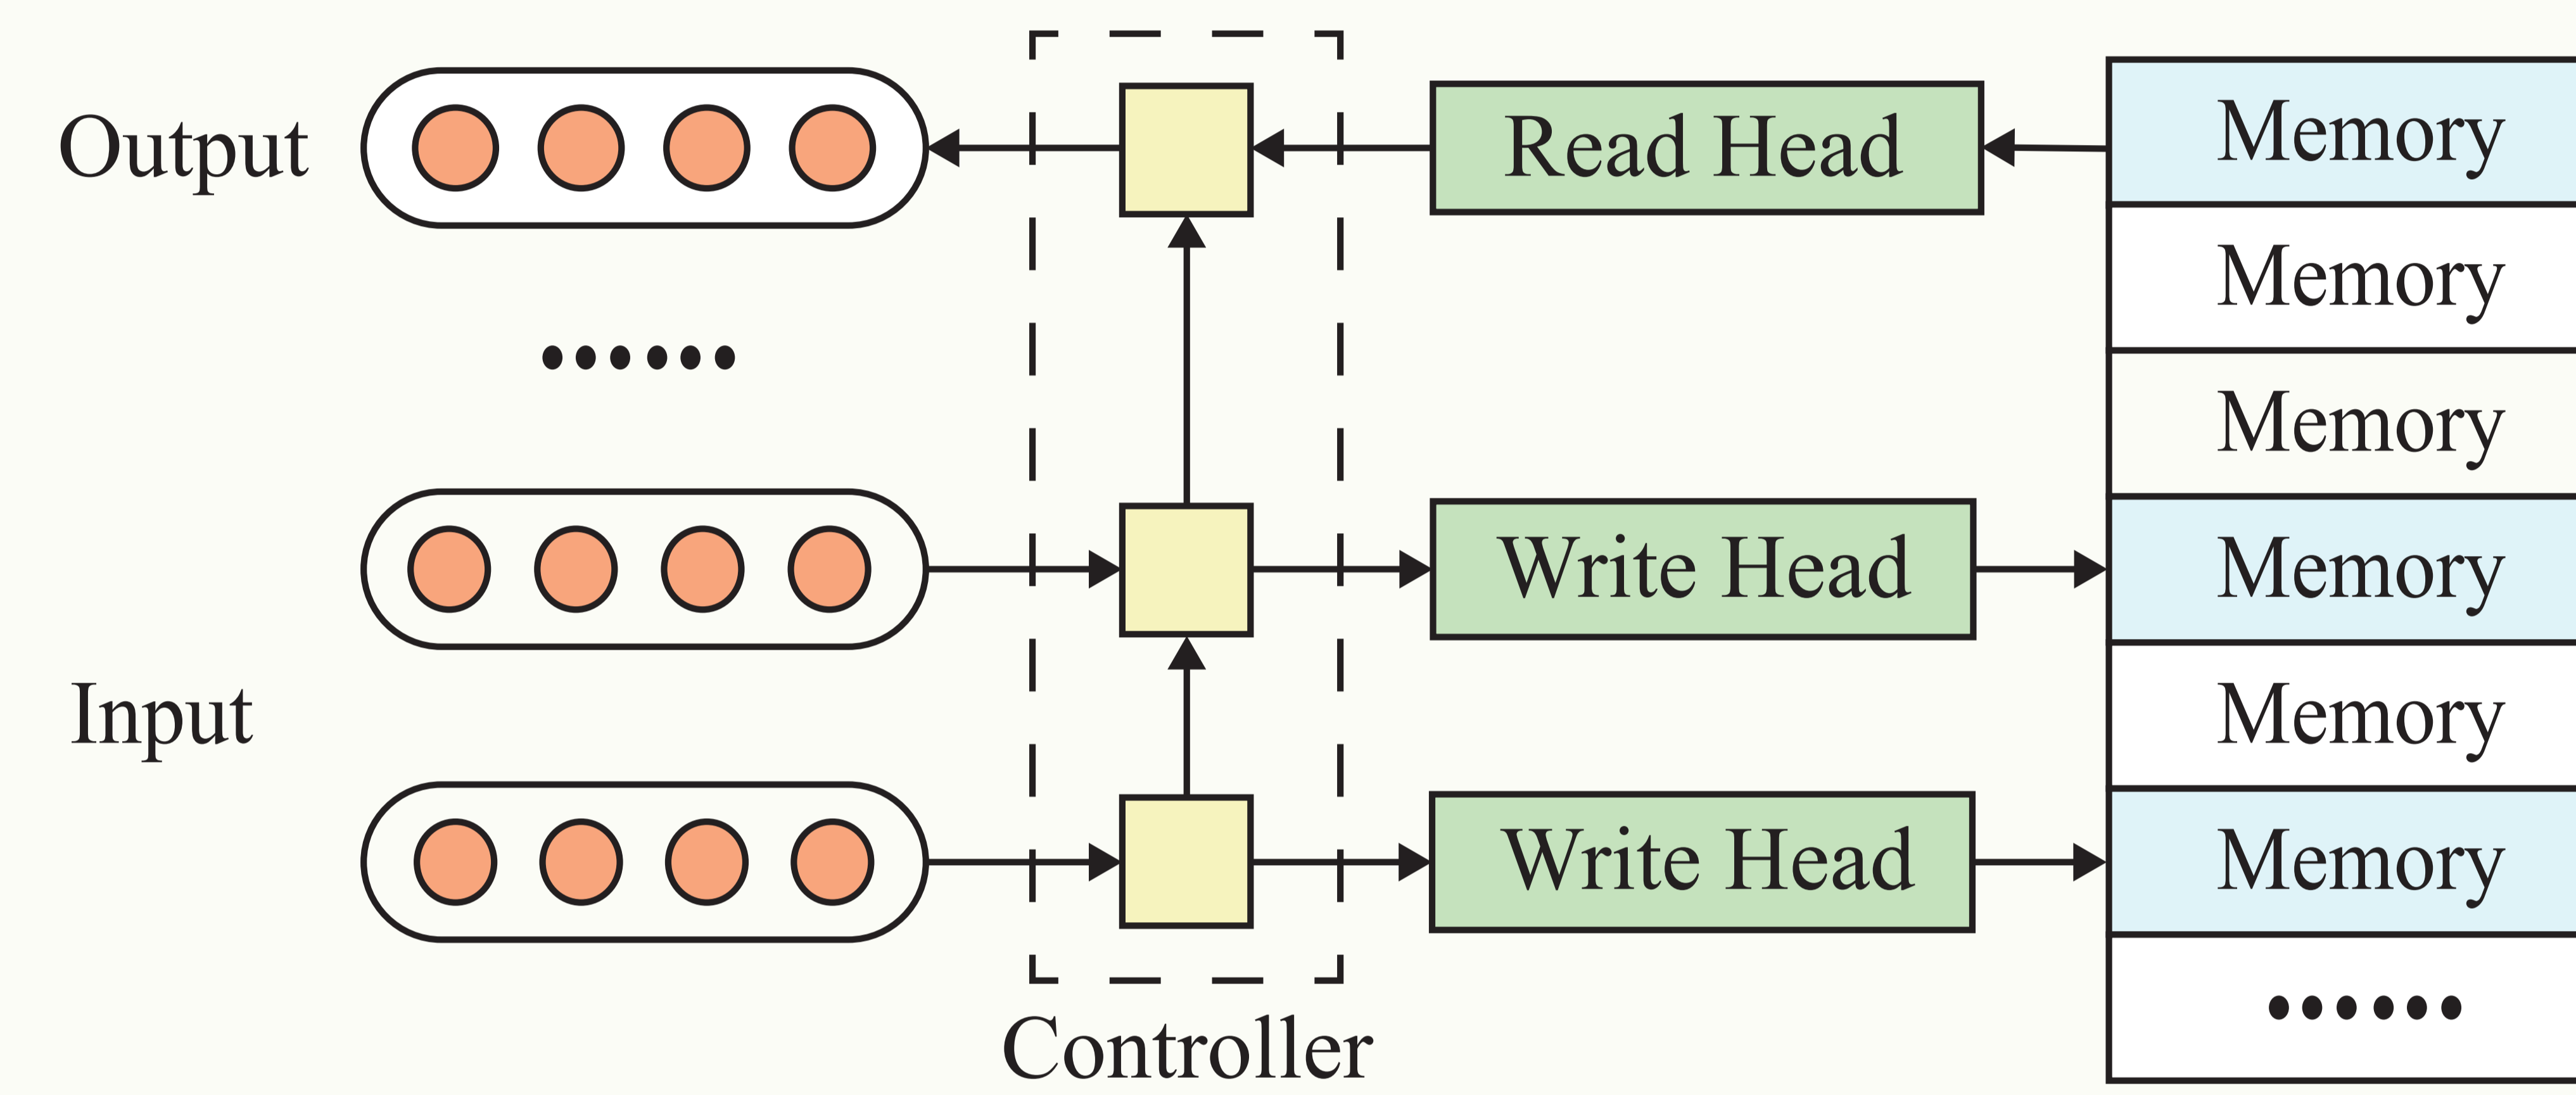 Output
Read Head
Memory
Memory
......
Memory
Write Head
Memory
Input
Memory
Write Head
Memory
......
Controller